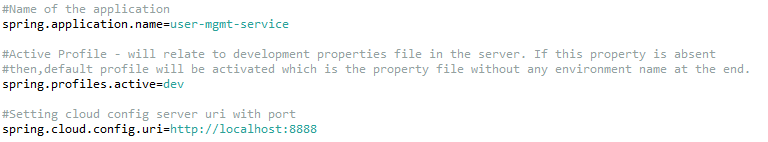 #Name of the application
spring.application.name=user-mgmt-service
#Active Profile - will relate to development properties file in the server. If this property is absent
#then,default profile will be activated which is the property file without any environment name at the end.
spring.profiles.active=dev
#Setting cloud config server uri with port
spring.cloud.config.uri=http://localhost:8888